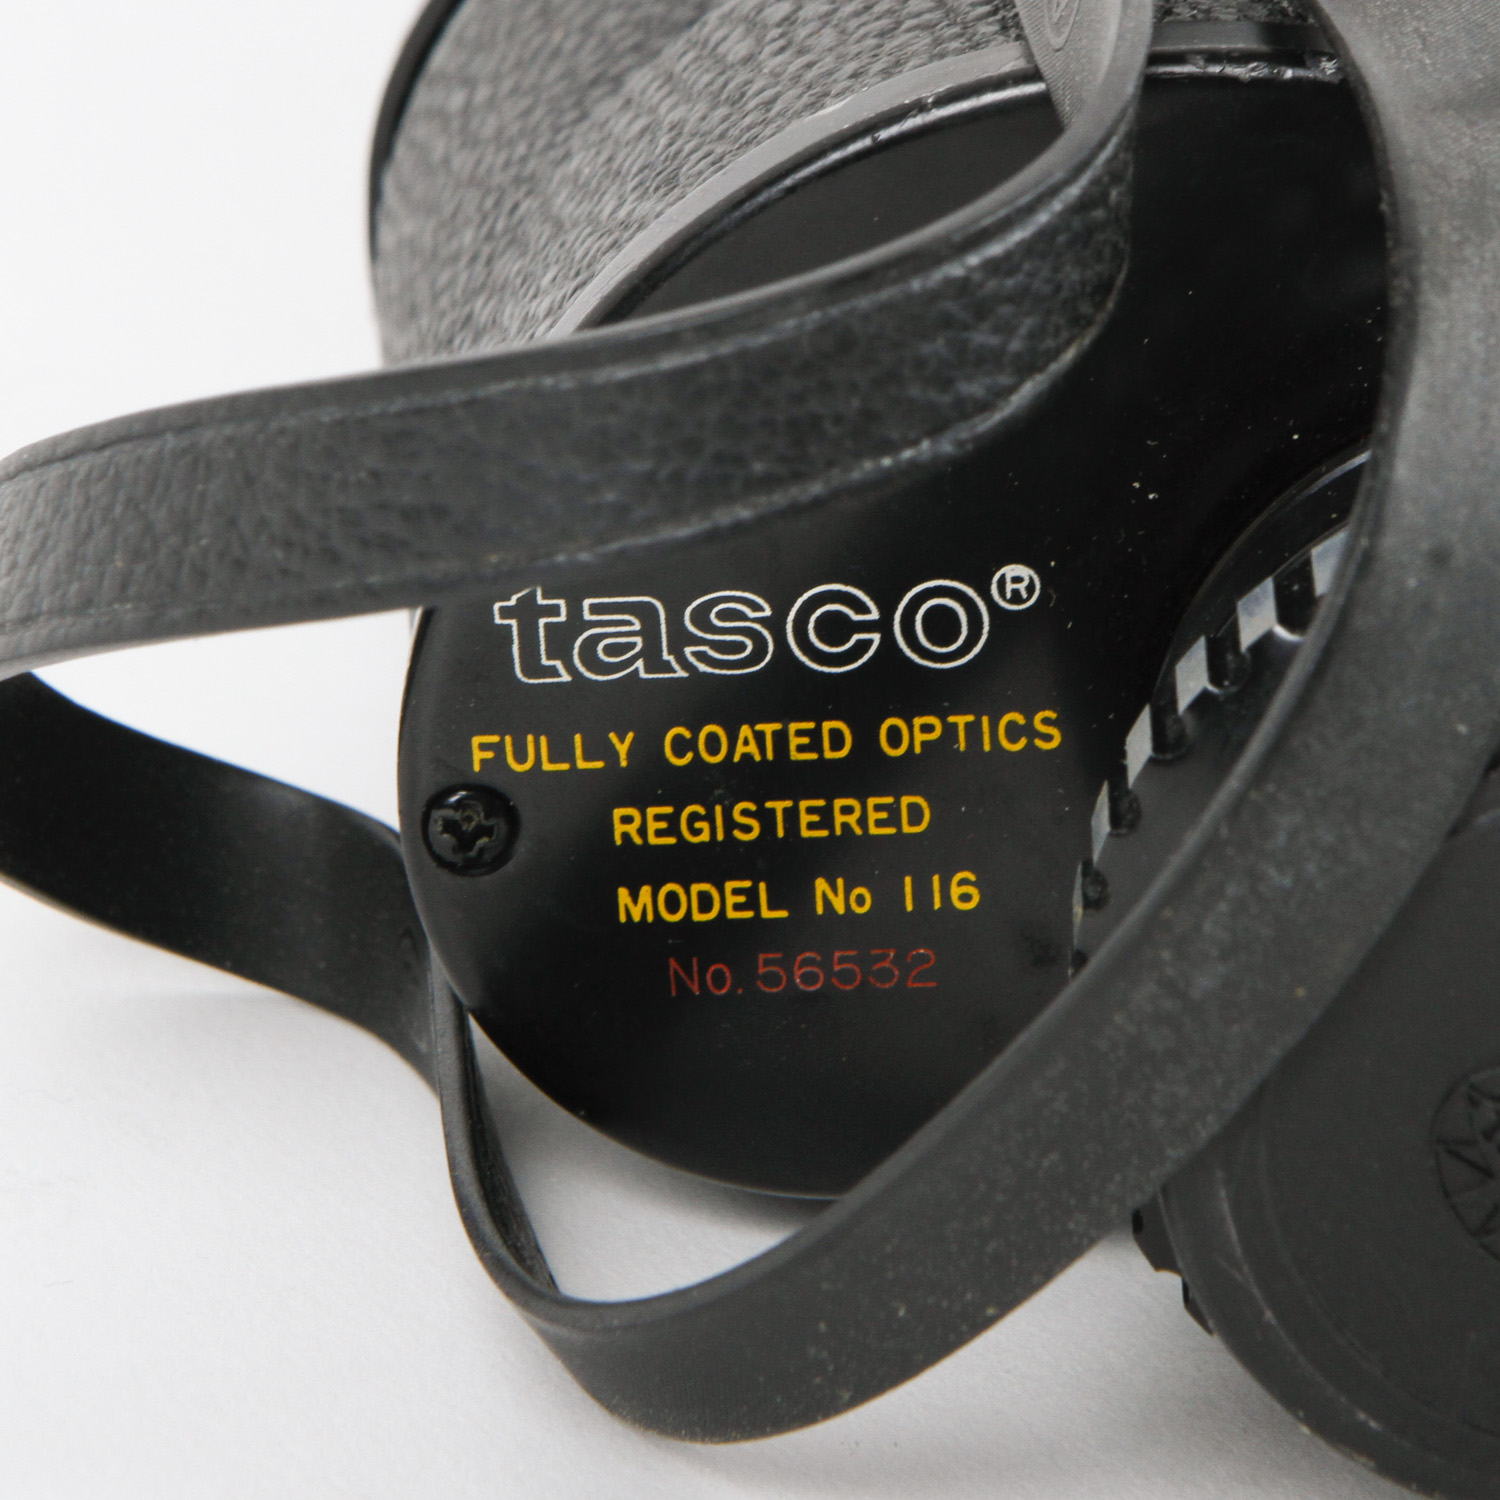 tasco®
FULLY COATED OPTICS
REGISTERED
MODEL No 116
No. 56532